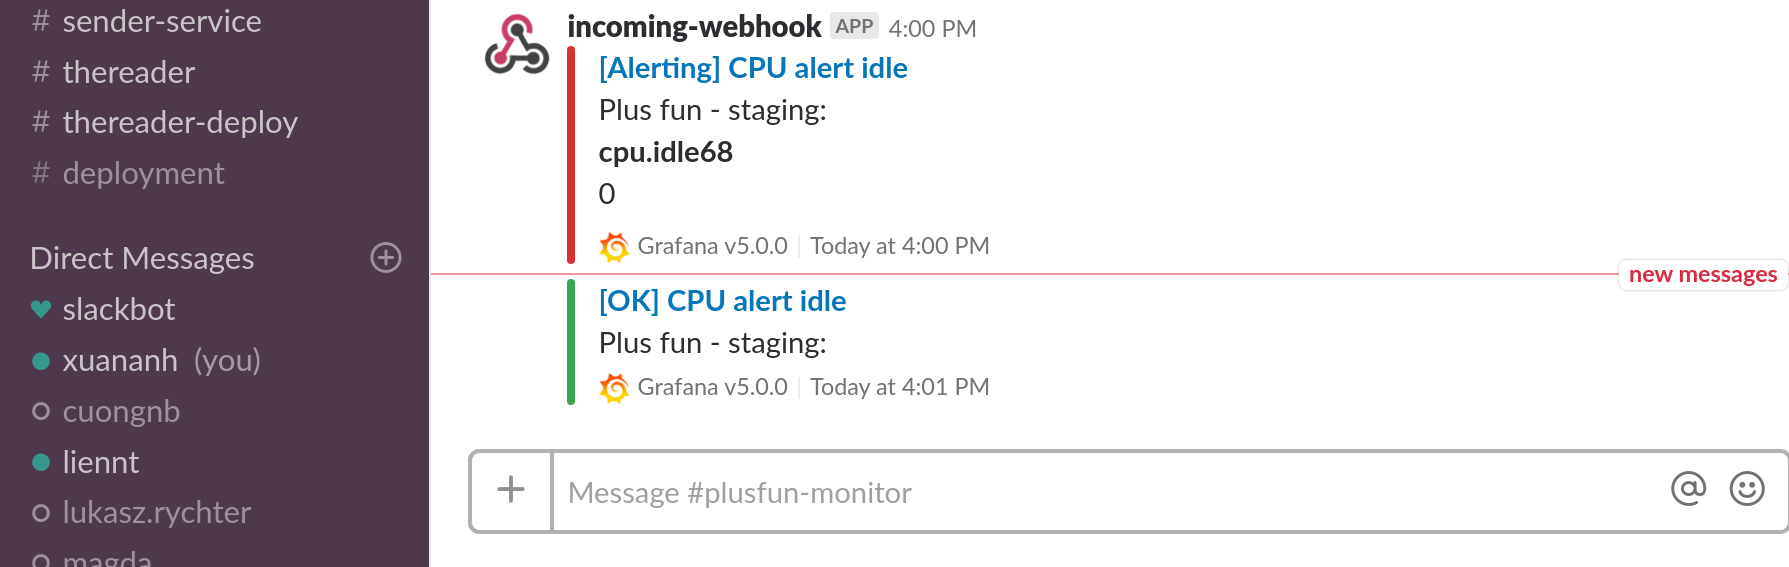 # sender-service
# thereader
# thereader-deploy
# deployment
Direct Messages
slackbot
xuananh (you)
cuongnb
liennt
lukasz.rychter
magda
incoming-webhook APP 4:00 PM
[Alerting] CPU alert idle
Plus fun - staging:
cpu.idle68
0
Grafana v5.0.0 | Today at 4:00 PM
new messages
[OK] CPU alert idle
Plus fun - staging:
Grafana v5.0.0 | Today at 4:01 PM
Message #plusfun-monitor